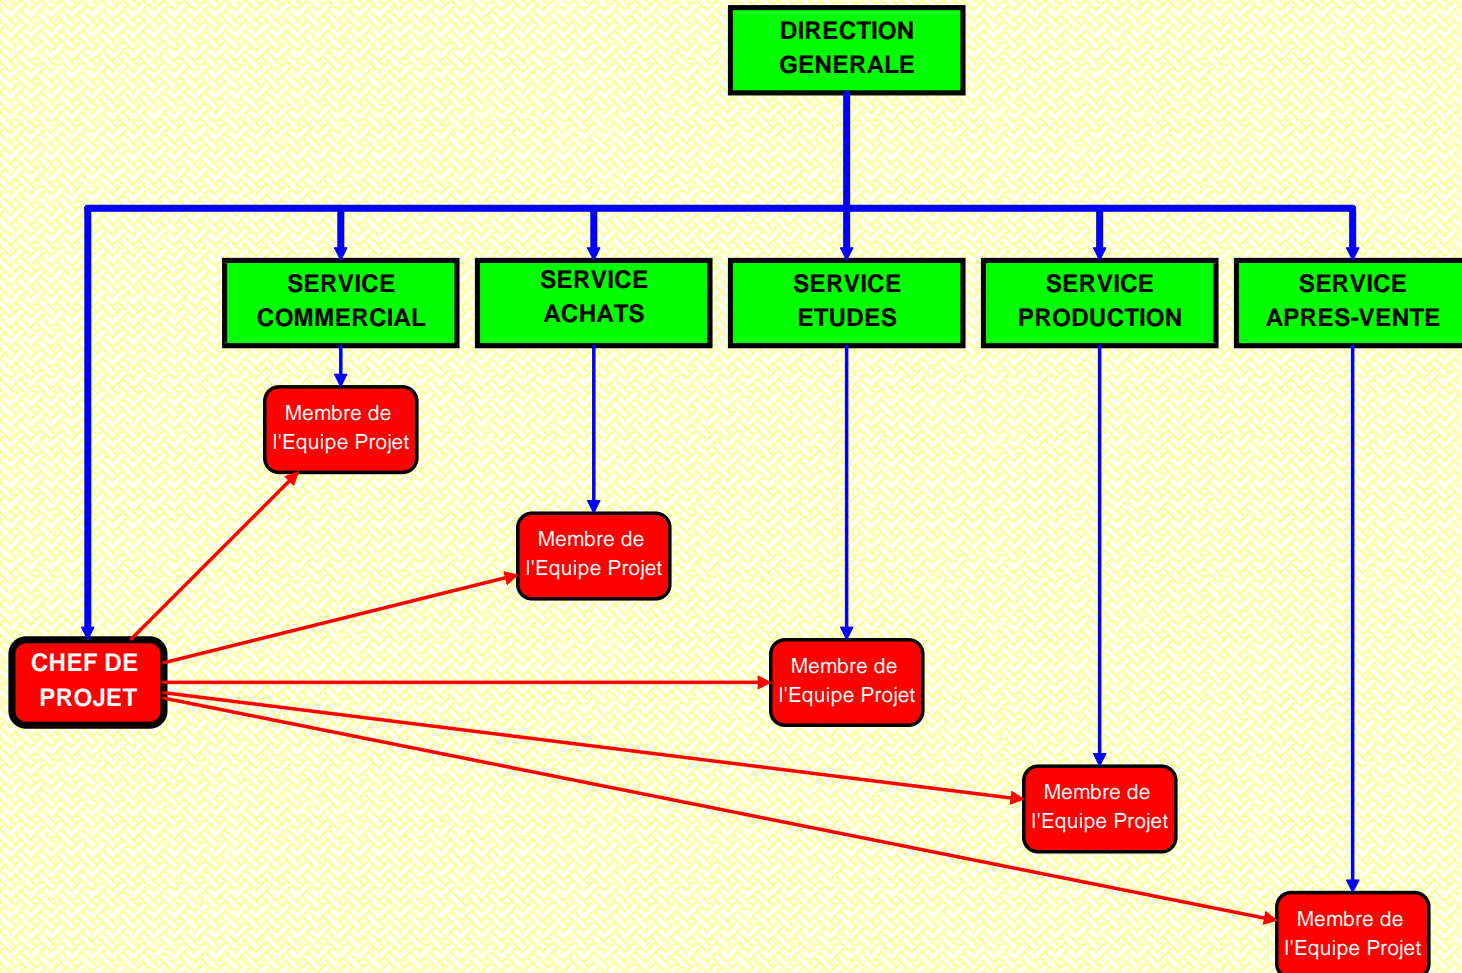 DIRECTION
GENERALE
SERVICE
COMMERCIAL
SERVICE
ACHATS
SERVICE
ETUDES
SERVICE
PRODUCTION
SERVICE
APRES-VENTE
Membre de
l'Equipe Projet
Membre de
l'Equipe Projet
CHEF DE
PROJET
Membre de
l'Equipe Projet
Membre de
l'Equipe Projet
Membre de
l'Equipe Projet